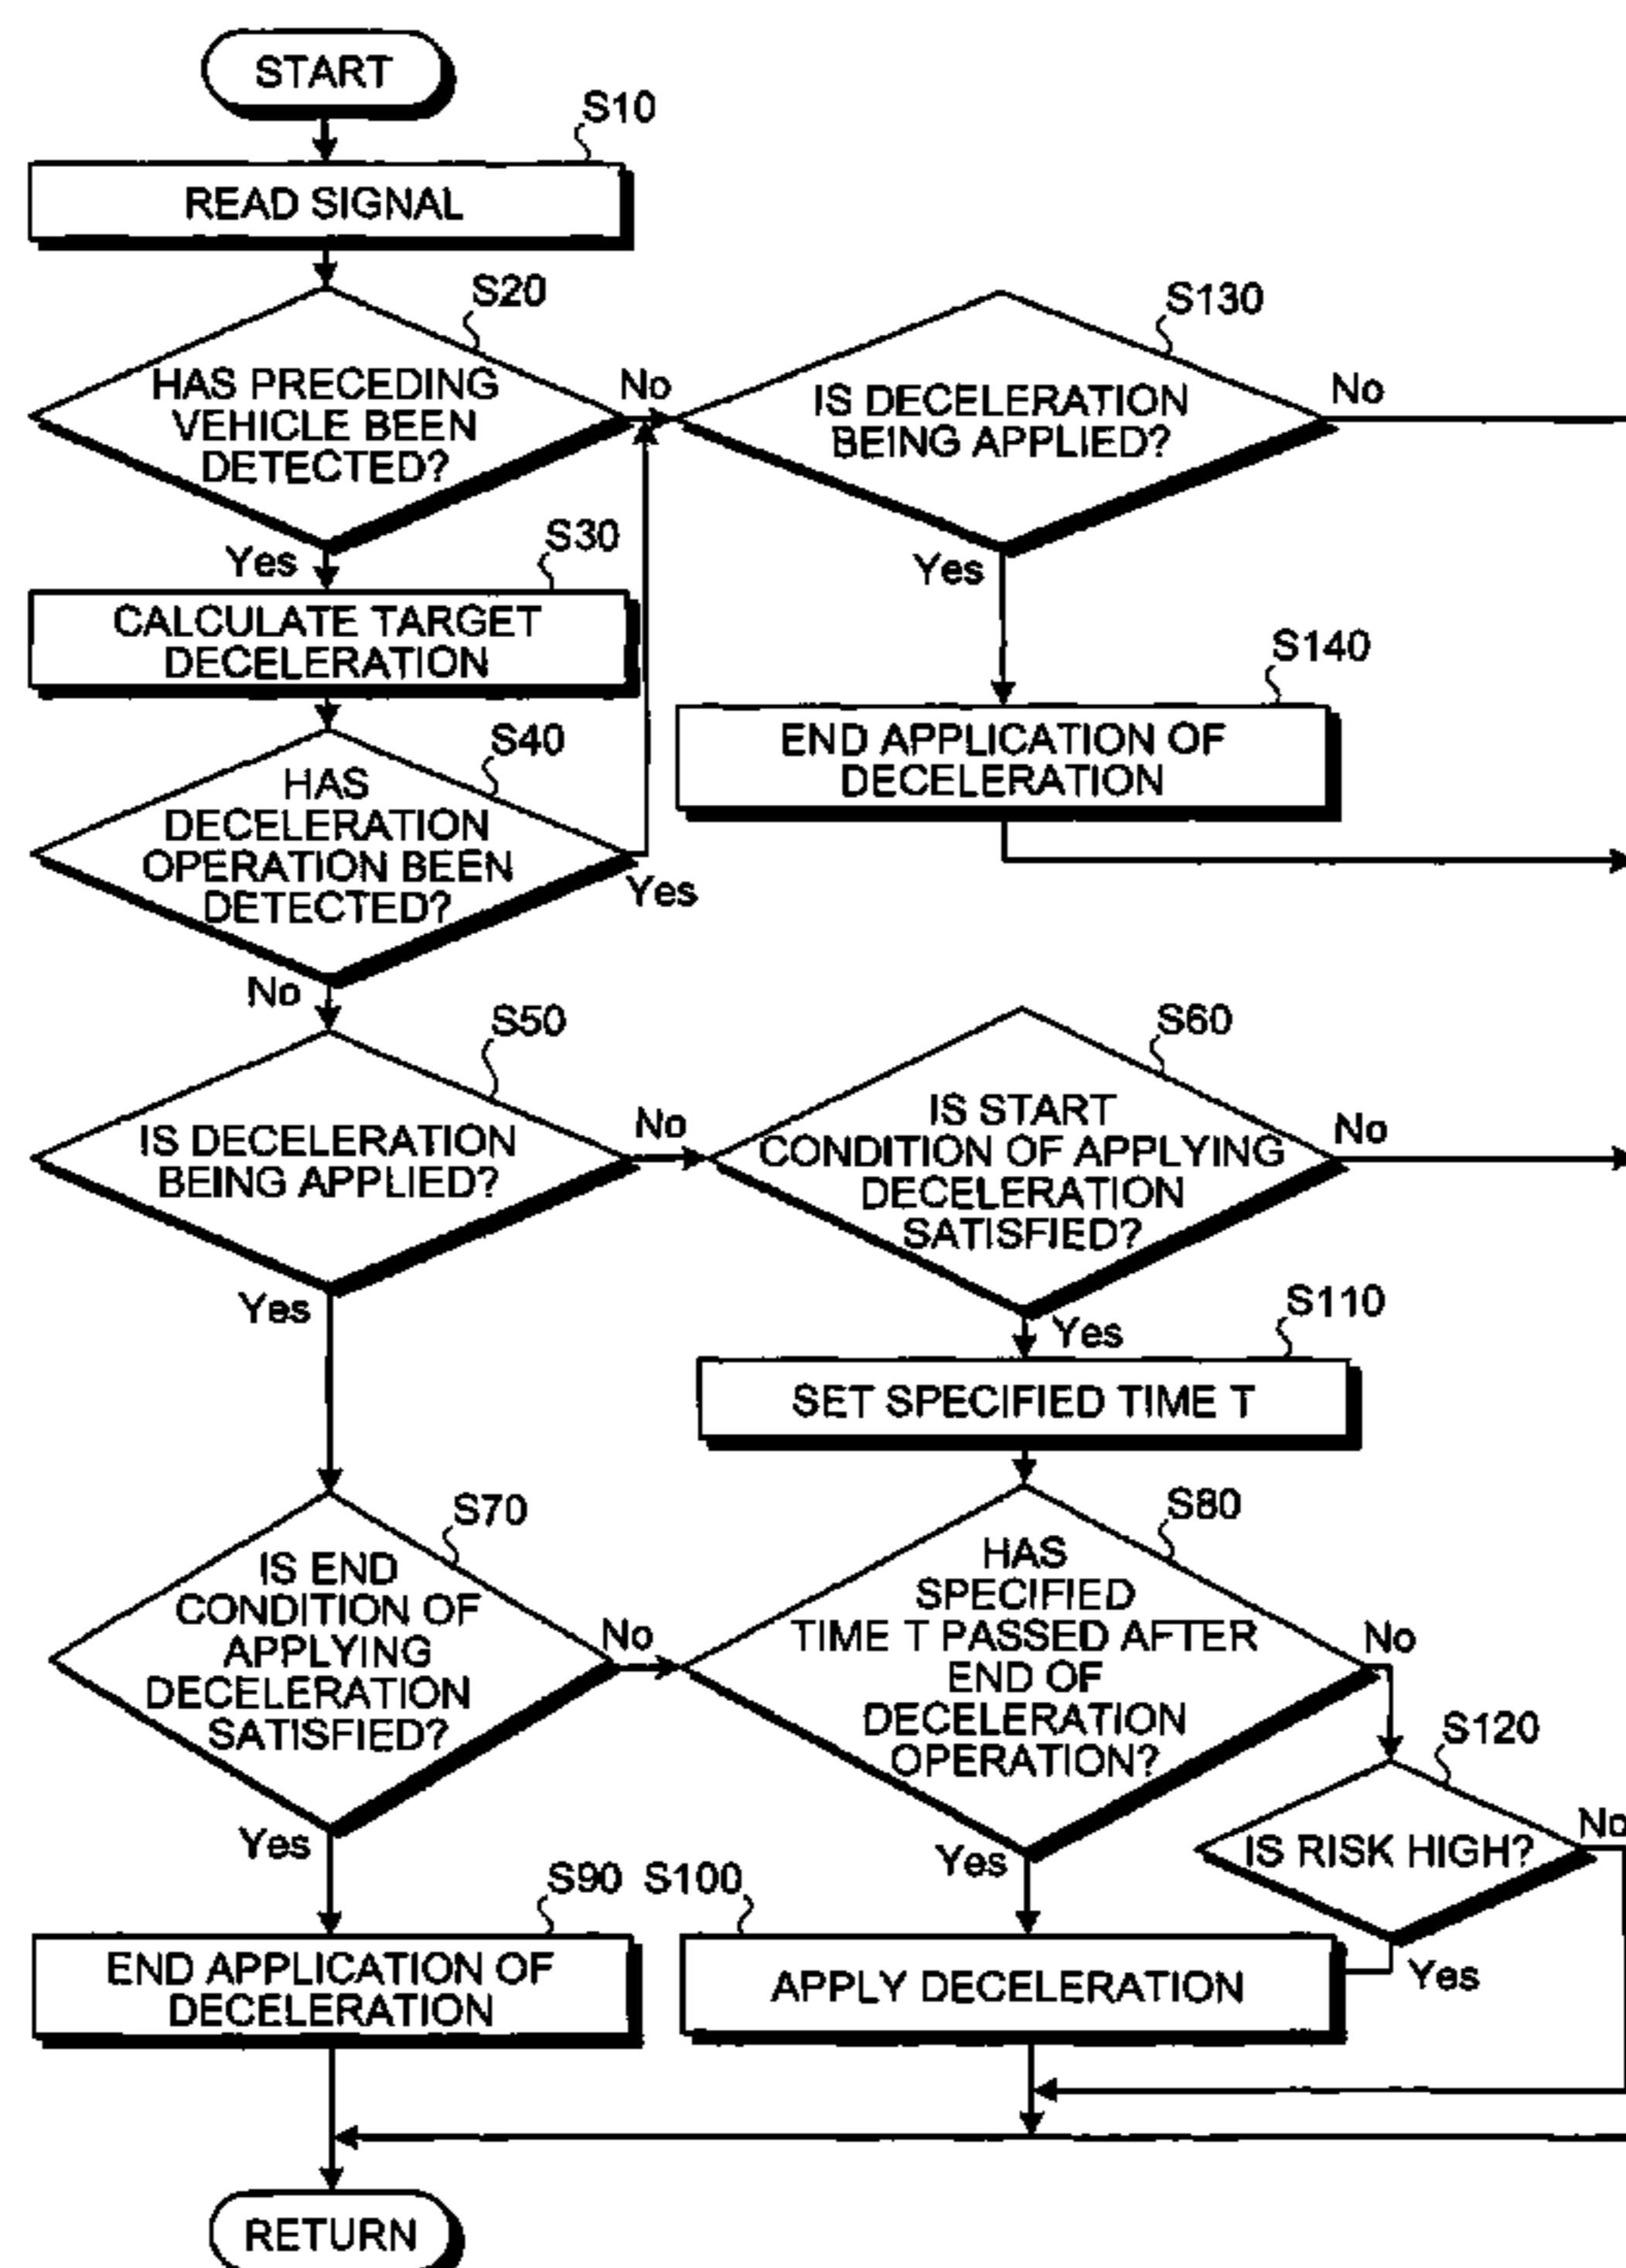 START
S10
READ SIGNAL
S20
HAS PRECEDING
VEHICLE BEEN
DETECTED?
No
Yes
S130
IS DECELERATION
BEING APPLIED?
No
Yes
S30
CALCULATE TARGET
DECELERATION
S140
END APPLICATION OF
DECELERATION
S40
HAS
DECELERATION
OPERATION BEEN
DETECTED?
Yes
No
S50
IS DECELERATION
BEING APPLIED?
No
Yes
S60
IS START
CONDITION OF APPLYING
DECELERATION
SATISFIED?
No
Yes
S110
SET SPECIFIED TIME T
S70
IS END
CONDITION OF
APPLYING
DECELERATION
SATISFIED?
No
Yes
S80
HAS
SPECIFIED
TIME T PASSED AFTER
END OF
DECELERATION
OPERATION?
No
Yes
S120
IS RISK HIGH?
No
Yes
S90
END APPLICATION OF
DECELERATION
S100
APPLY DECELERATION
RETURN